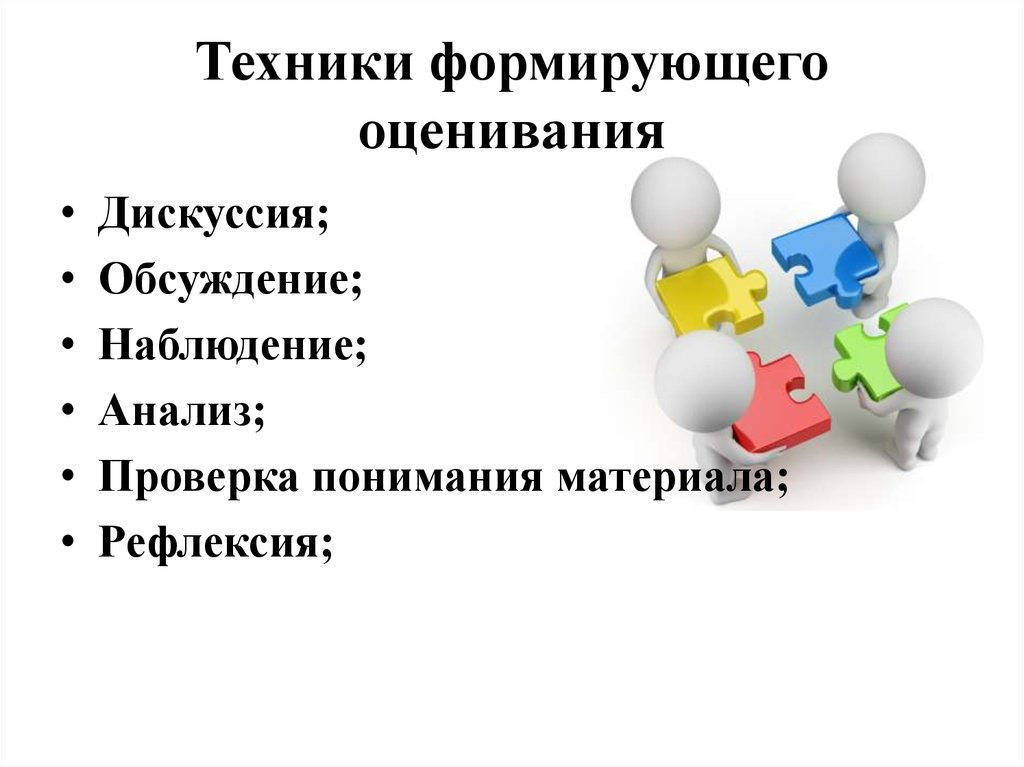 Техники формирующего
оценивания
• Дискуссия;
• Обсуждение;
• Наблюдение;
• Анализ;
• Проверка понимания материала;
• Рефлексия;